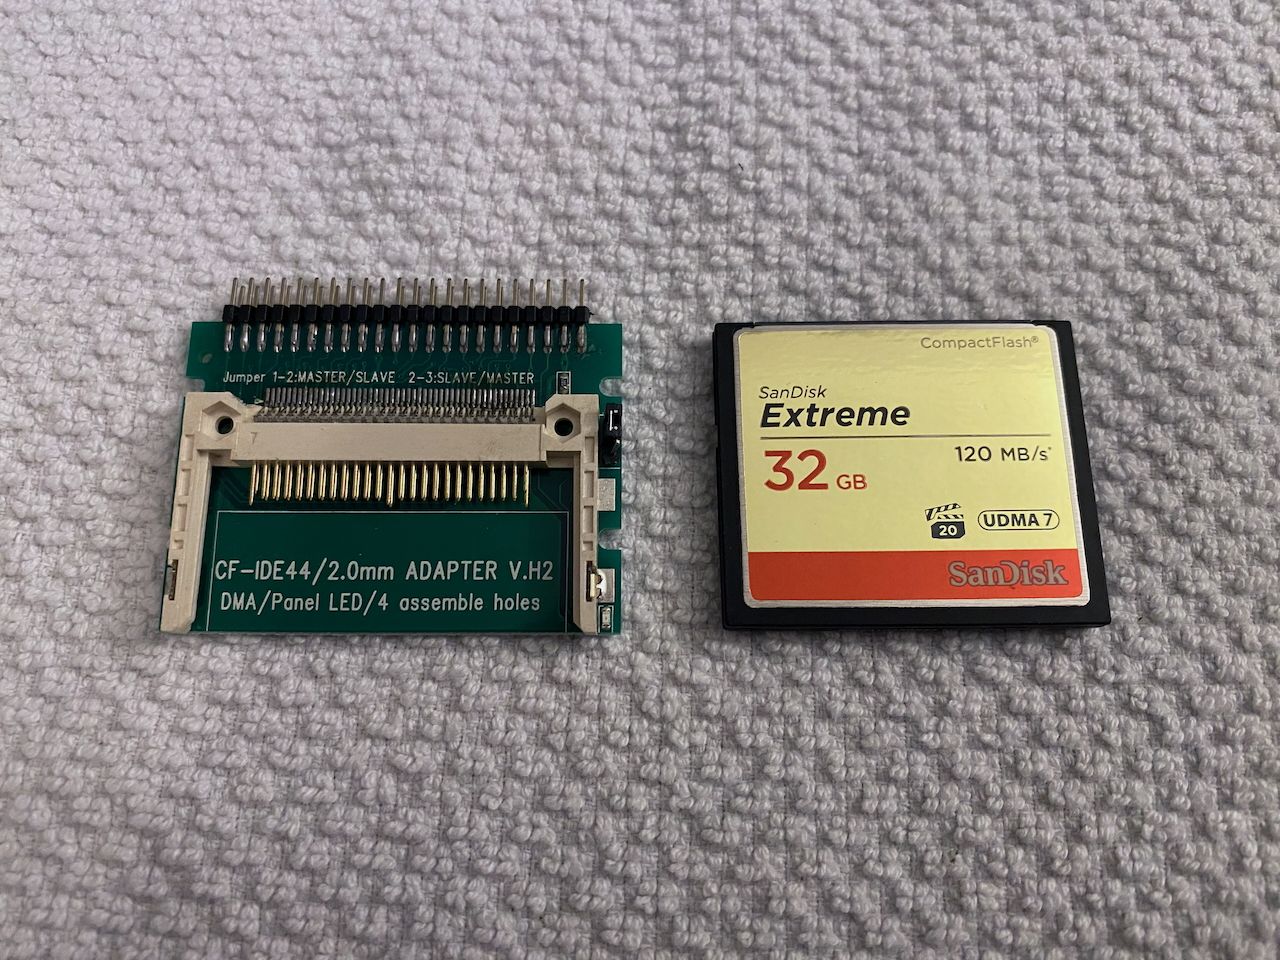 Jumper 1-2:MASTER/SLAVE 2-3:SLAVE/MASTER
7
CF-IDE44/2.0mm ADAPTER V.H2
DMA/Panel LED/4 assemble holes
CompactFlash®
SanDisk
Extreme
32 GB
120 MB/s*
20
UDMA 7
SanDisk